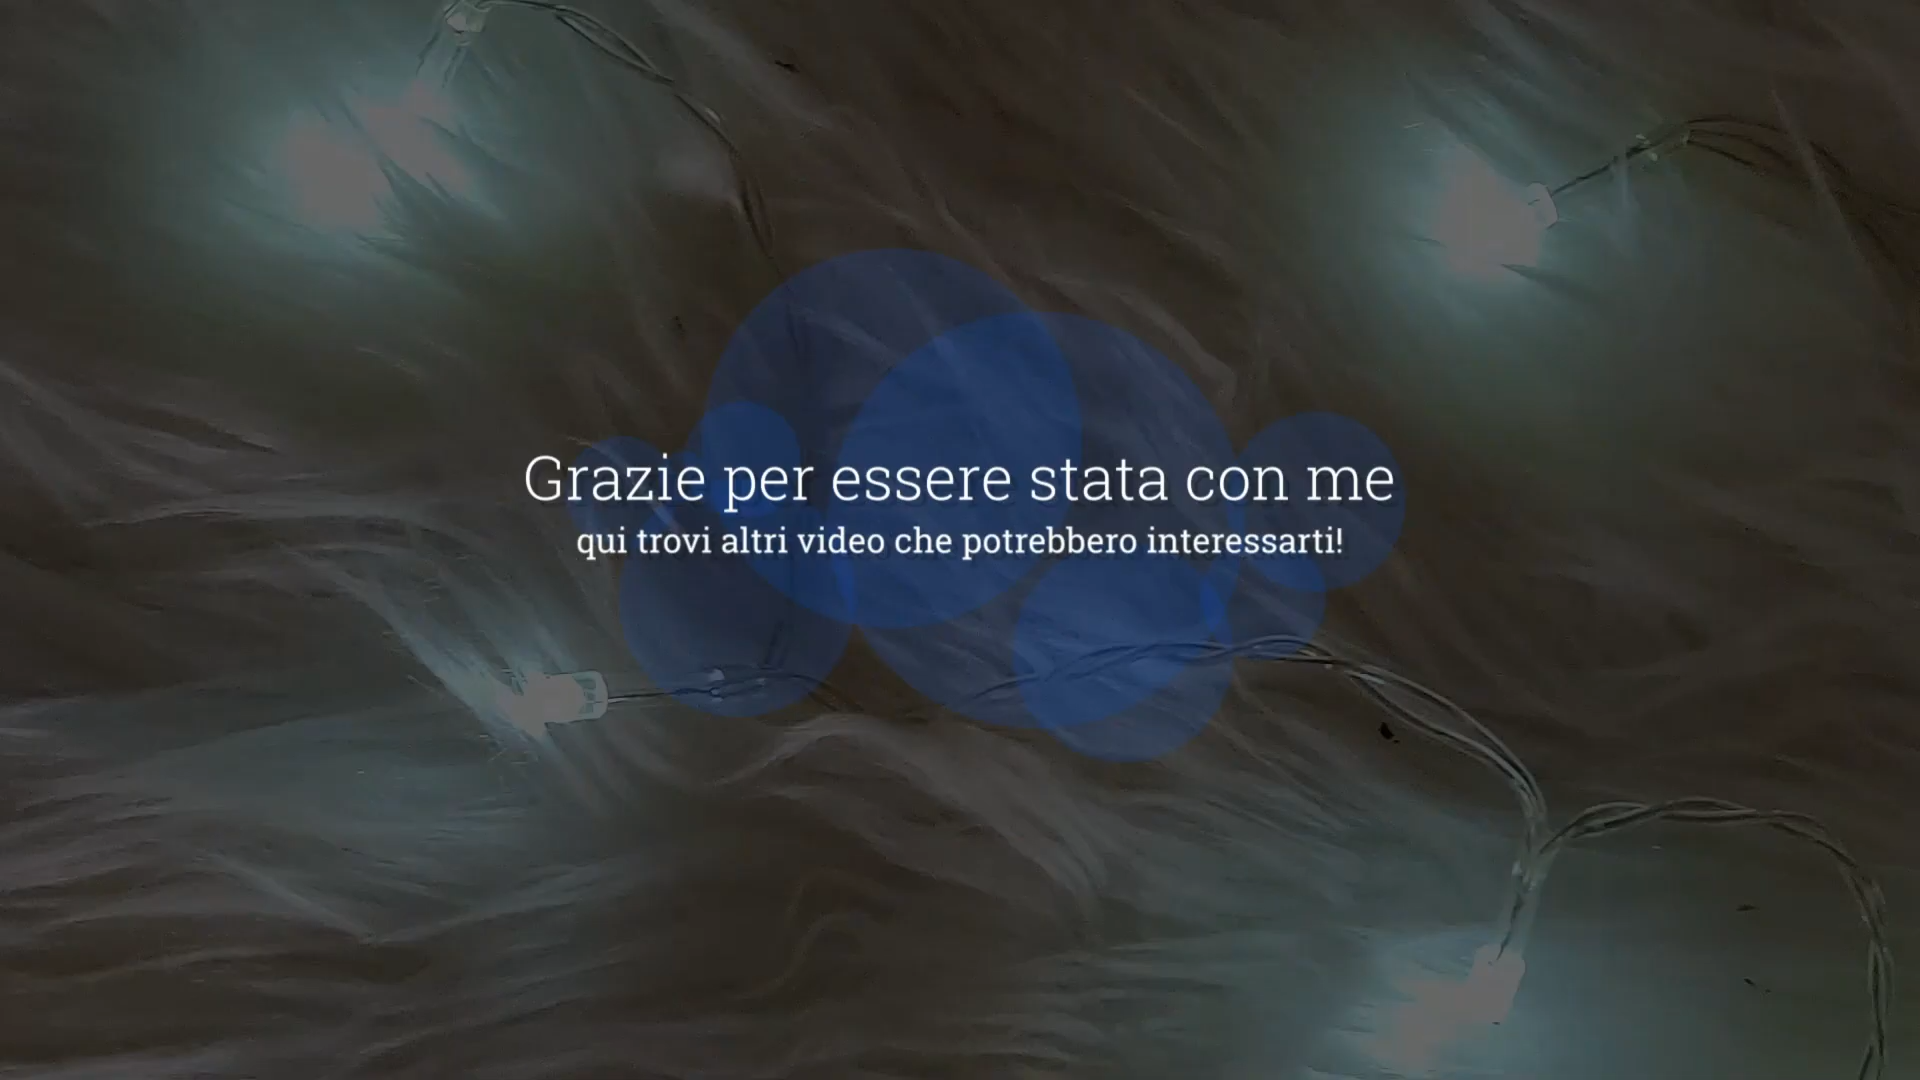 Grazie per essere stata con me
qui trovi altri video che potrebbero interessarti!